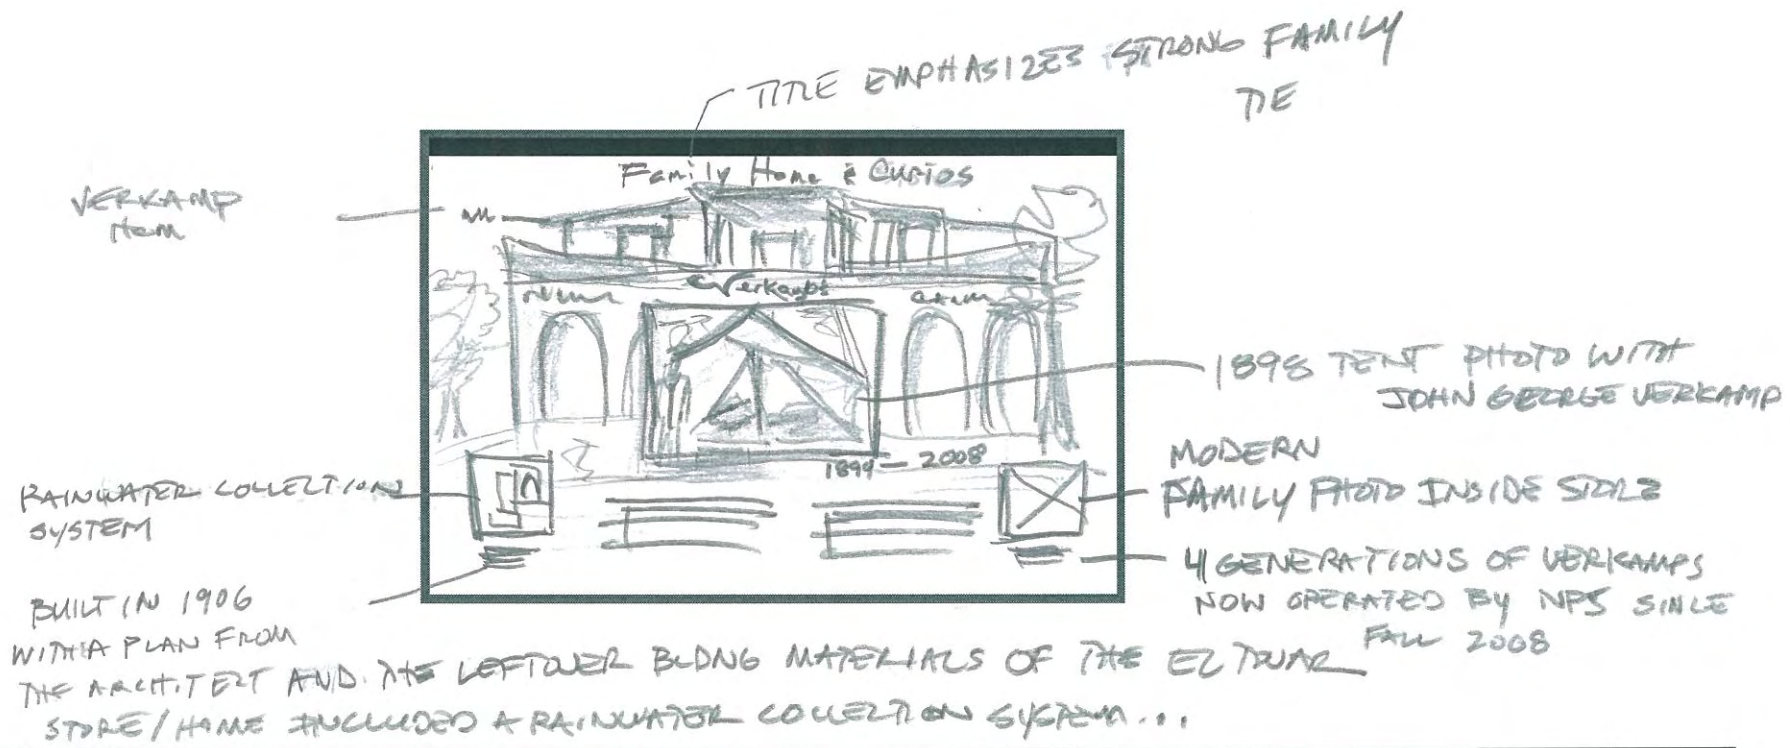 TITLE EMPHASIZES STRONG FAMILY
TIE
Family Home & Curios
VERKAMP
Verkamp's
1898 TENT PHOTO WITH
JOHN GEORGE VERKAMP
1899 - 2008
MODERN
FAMILY PHOTO INSIDE STORE
RAINWATER COLLECTION
SYSTEM
4 GENERATIONS OF VERKAMPS
NOW OPERATED BY NPS SINCE
FALL 2008
BUILT IN 1906
WITH A PLAN FROM
THE ARCHITECT AND THE LEFTOVER BLDNG MATERIALS OF THE EL TOVAR
STORE/HOME INCLUDED A RAINWATER COLLECTION SYSTEM...